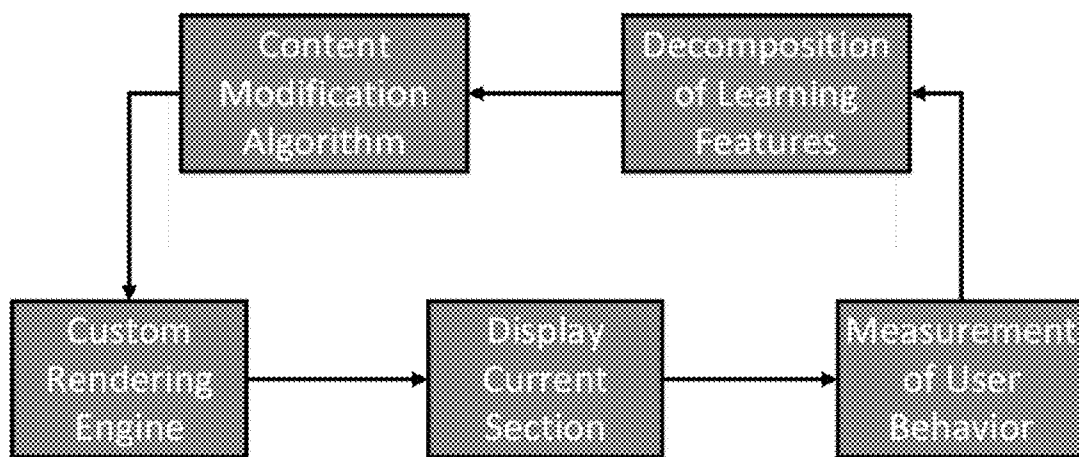 Content
Modification
Algorithm
Decomposition
of Learning
Features
Custom
Rendering
Engine
Display
Current
Section
Measurement
of User
Behavior